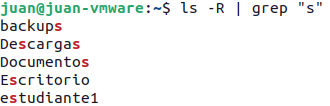 juan@juan-vmware:~$ ls -R | grep "s"
backups
Descargas
Documentos
Escritorio
estudiante1